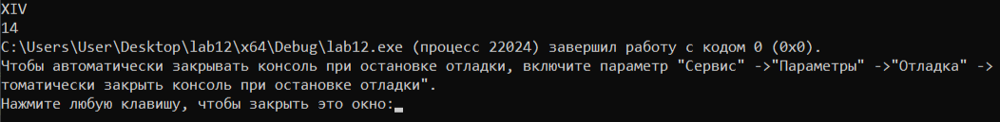 XIV
14
C:\Users\User\Desktop\lab12\x64\Debug\lab12.exe (процесс 22024) завершил работу с кодом 0 (0x0).
Чтобы автоматически закрывать консоль при остановке отладки, включите параметр "Сервис" ->"Параметры" ->"Отладка" ->
томатически закрыть консоль при остановке отладки".
Нажмите любую клавишу, чтобы закрыть это окно: